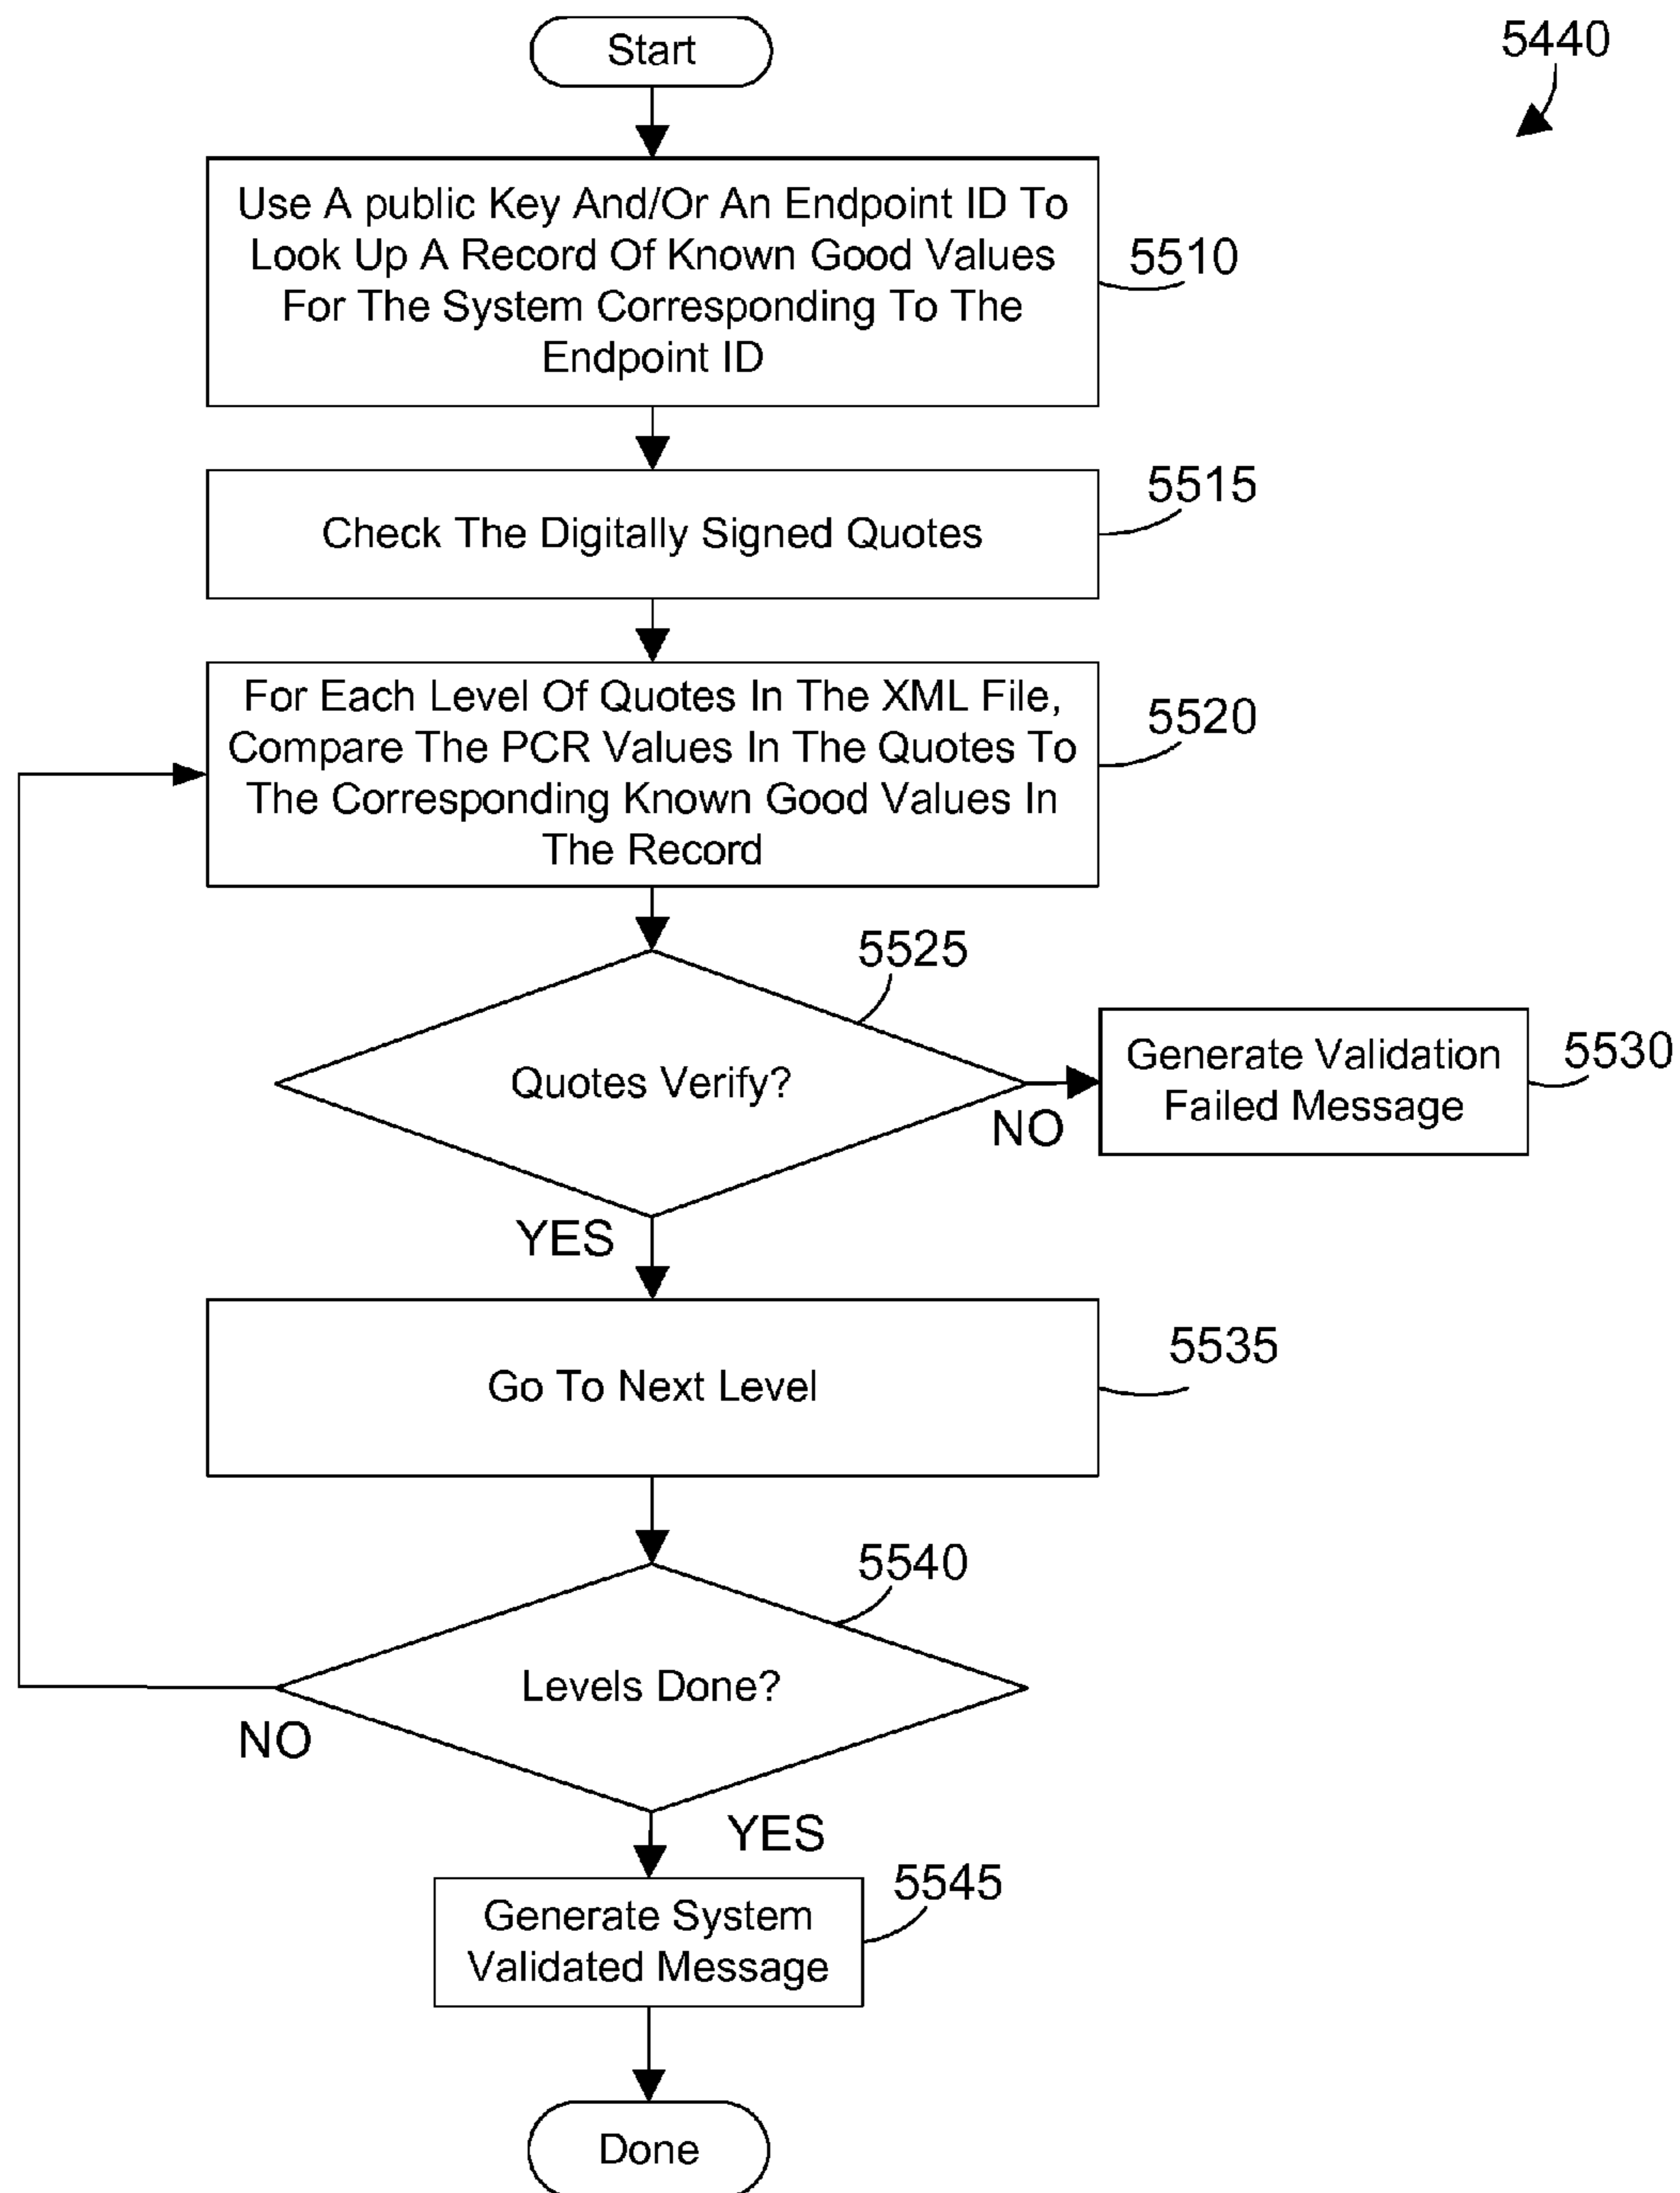 Start
5440
Use A public Key And/Or An Endpoint ID To
Look Up A Record Of Known Good Values
For The System Corresponding To The
Endpoint ID
5510
Check The Digitally Signed Quotes
5515
For Each Level Of Quotes In The XML File,
Compare The PCR Values In The Quotes To
The Corresponding Known Good Values In
The Record
5520
5525
Quotes Verify?
NO
Generate Validation
Failed Message
5530
YES
Go To Next Level
5535
5540
Levels Done?
NO
YES
Generate System
Validated Message
5545
Done